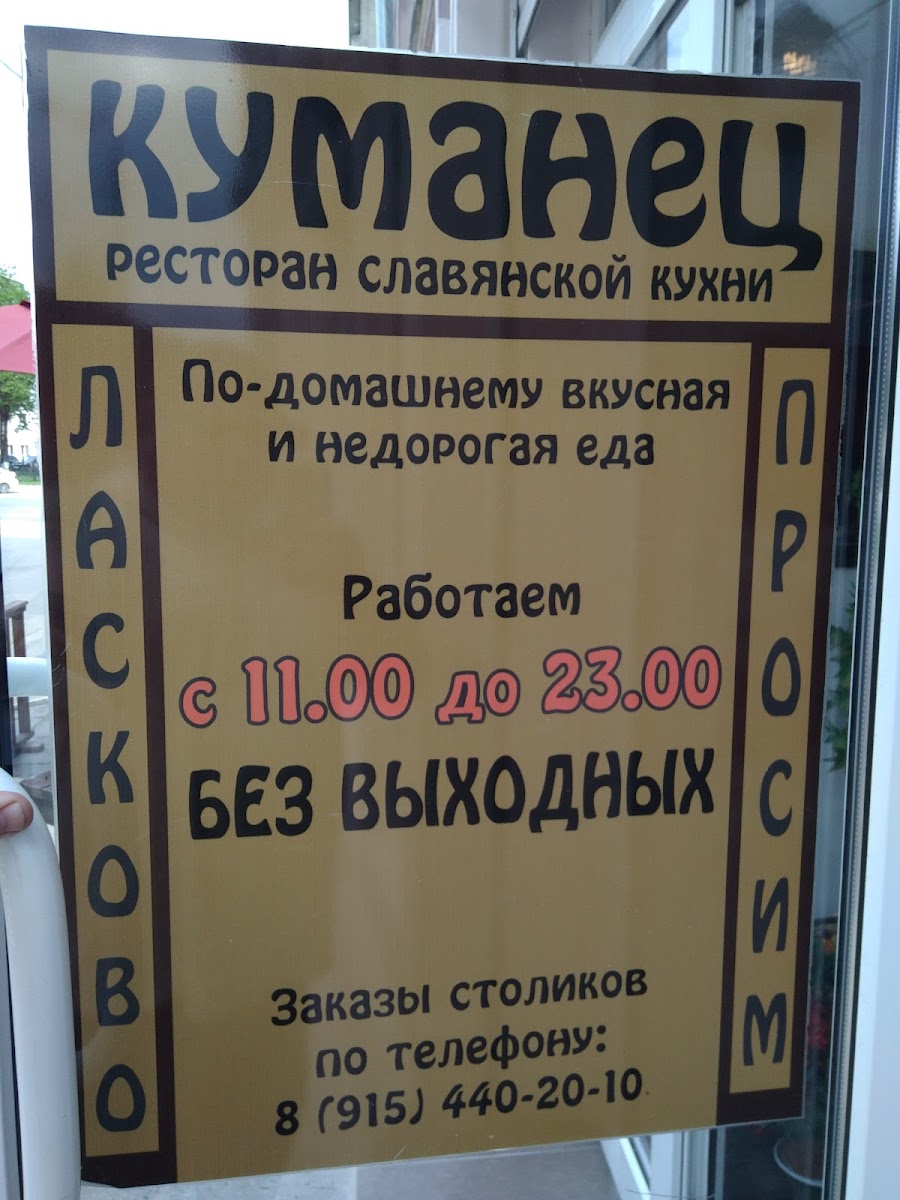 КУМАНЕЦ
РЕСТОРАН СЛАВЯНСКОЙ КУХНИ
ЛАСКОВО
ПРОСИМ
По-домашнему вкусная
и недорогая еда
Работаем
с 11.00 до 23.00
БЕЗ ВЫХОДНЫХ
Заказы столиков
по телефону:
8 (915) 440-20-10